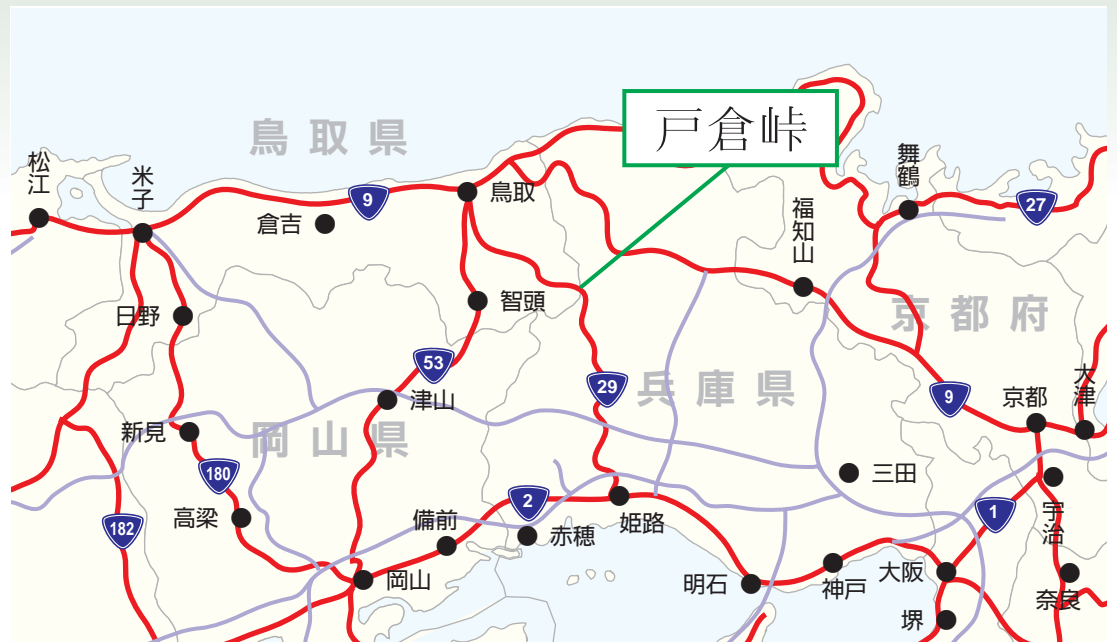 戸倉峠
鳥取県
松江
米子
舞鶴
9
鳥取
倉吉
27
福知山
智頭
日野
京都府
53
29
兵庫県
津山
9
京都
大津
新見
岡山県
180
三田
2
1
高梁
182
備前
赤穂
姫路
宇治
岡山
明石
神戸
大阪
奈良
堺